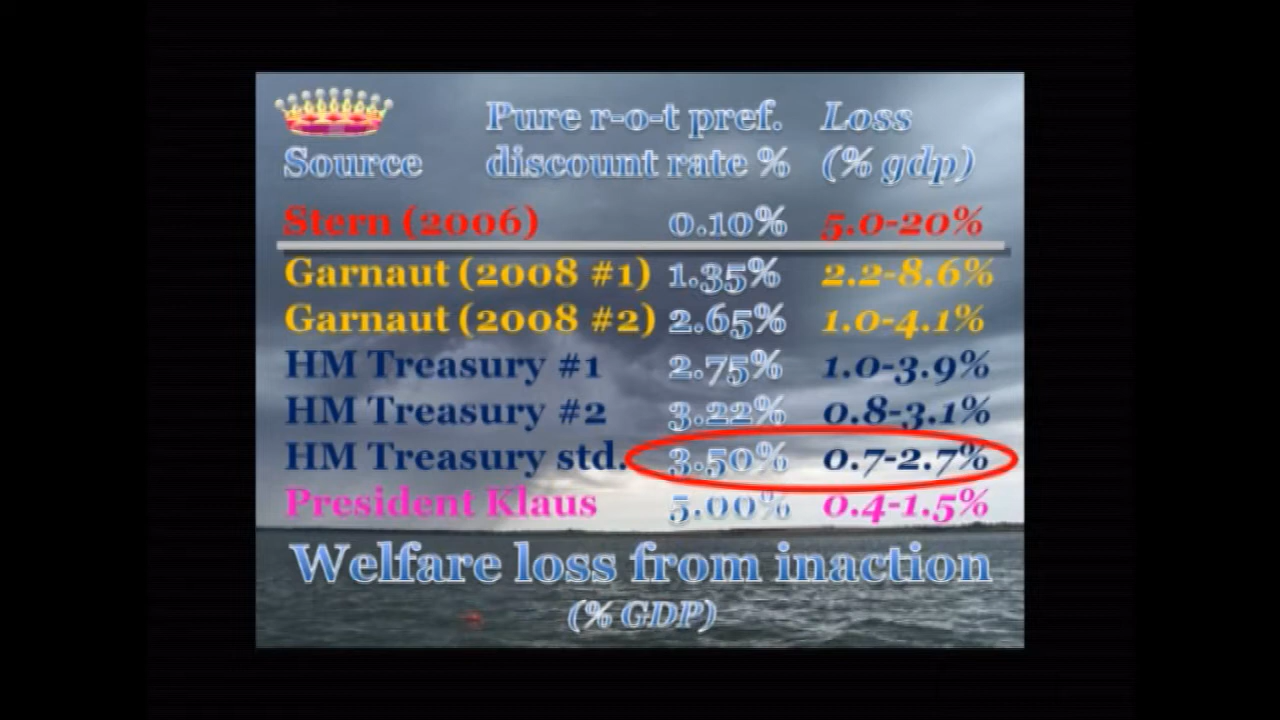 Pure r-o-t pref. Loss
Source discount rate % (% gdp)
Stern (2006) 0.10% 5.0-20%
Garnaut (2008 #1) 1.35% 2.2-8.6%
Garnaut (2008 #2) 2.65% 1.0-4.1%
HM Treasury #1 2.75% 1.0-3.9%
HM Treasury #2 3.22% 0.8-3.1%
HM Treasury std. 3.50% 0.7-2.7%
President Klaus 5.00% 0.4-1.5%
Welfare loss from inaction
(% GDP)